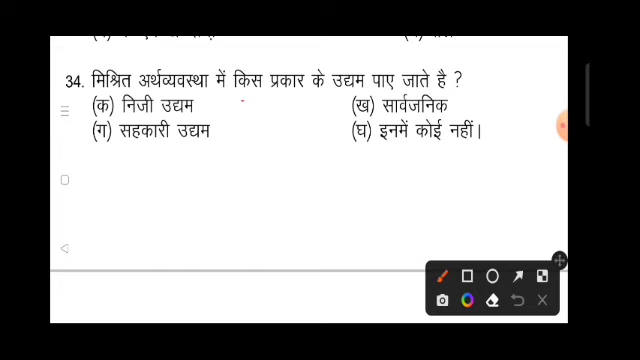 34. मिश्रित अर्थव्यवस्था में किस प्रकार के उद्यम पाए जाते है ?
(क) निजी उद्यम (ख) सार्वजनिक
(ग) सहकारी उद्यम (घ) इनमें कोई नहीं।